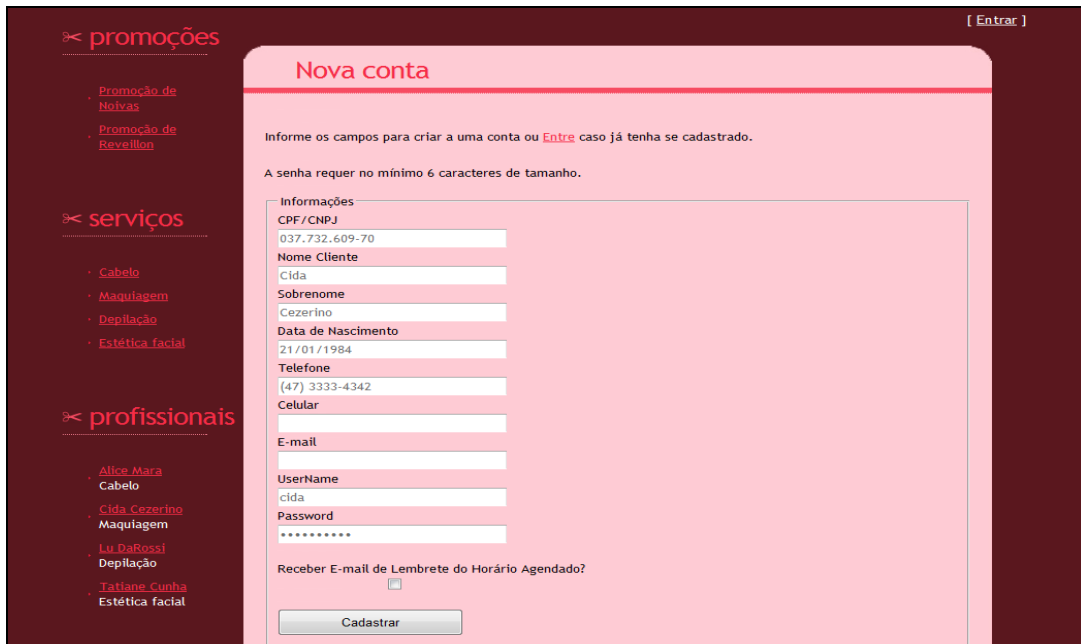 [ Entrar ]
promoções
Promoção de
Noivas
Promoção de
Reveillon
serviços
Cabelo
Maquiagem
Depilação
Estética facial
profissionais
Alice Mara
Cabelo
Cida Cezerino
Maquiagem
Lu DaRossi
Depilação
Tatiane Cunha
Estética facial
Nova conta
Informe os campos para criar a uma conta ou Entre caso já tenha se cadastrado.
A senha requer no mínimo 6 caracteres de tamanho.
Informações
CPF/CNPJ
037.732.609-70
Nome Cliente
Cida
Sobrenome
Cezerino
Data de Nascimento
21/01/1984
Telefone
(47) 3333-4342
Celular
E-mail
UserName
cida
Password
••••••••••
Receber E-mail de Lembrete do Horário Agendado?
Cadastrar